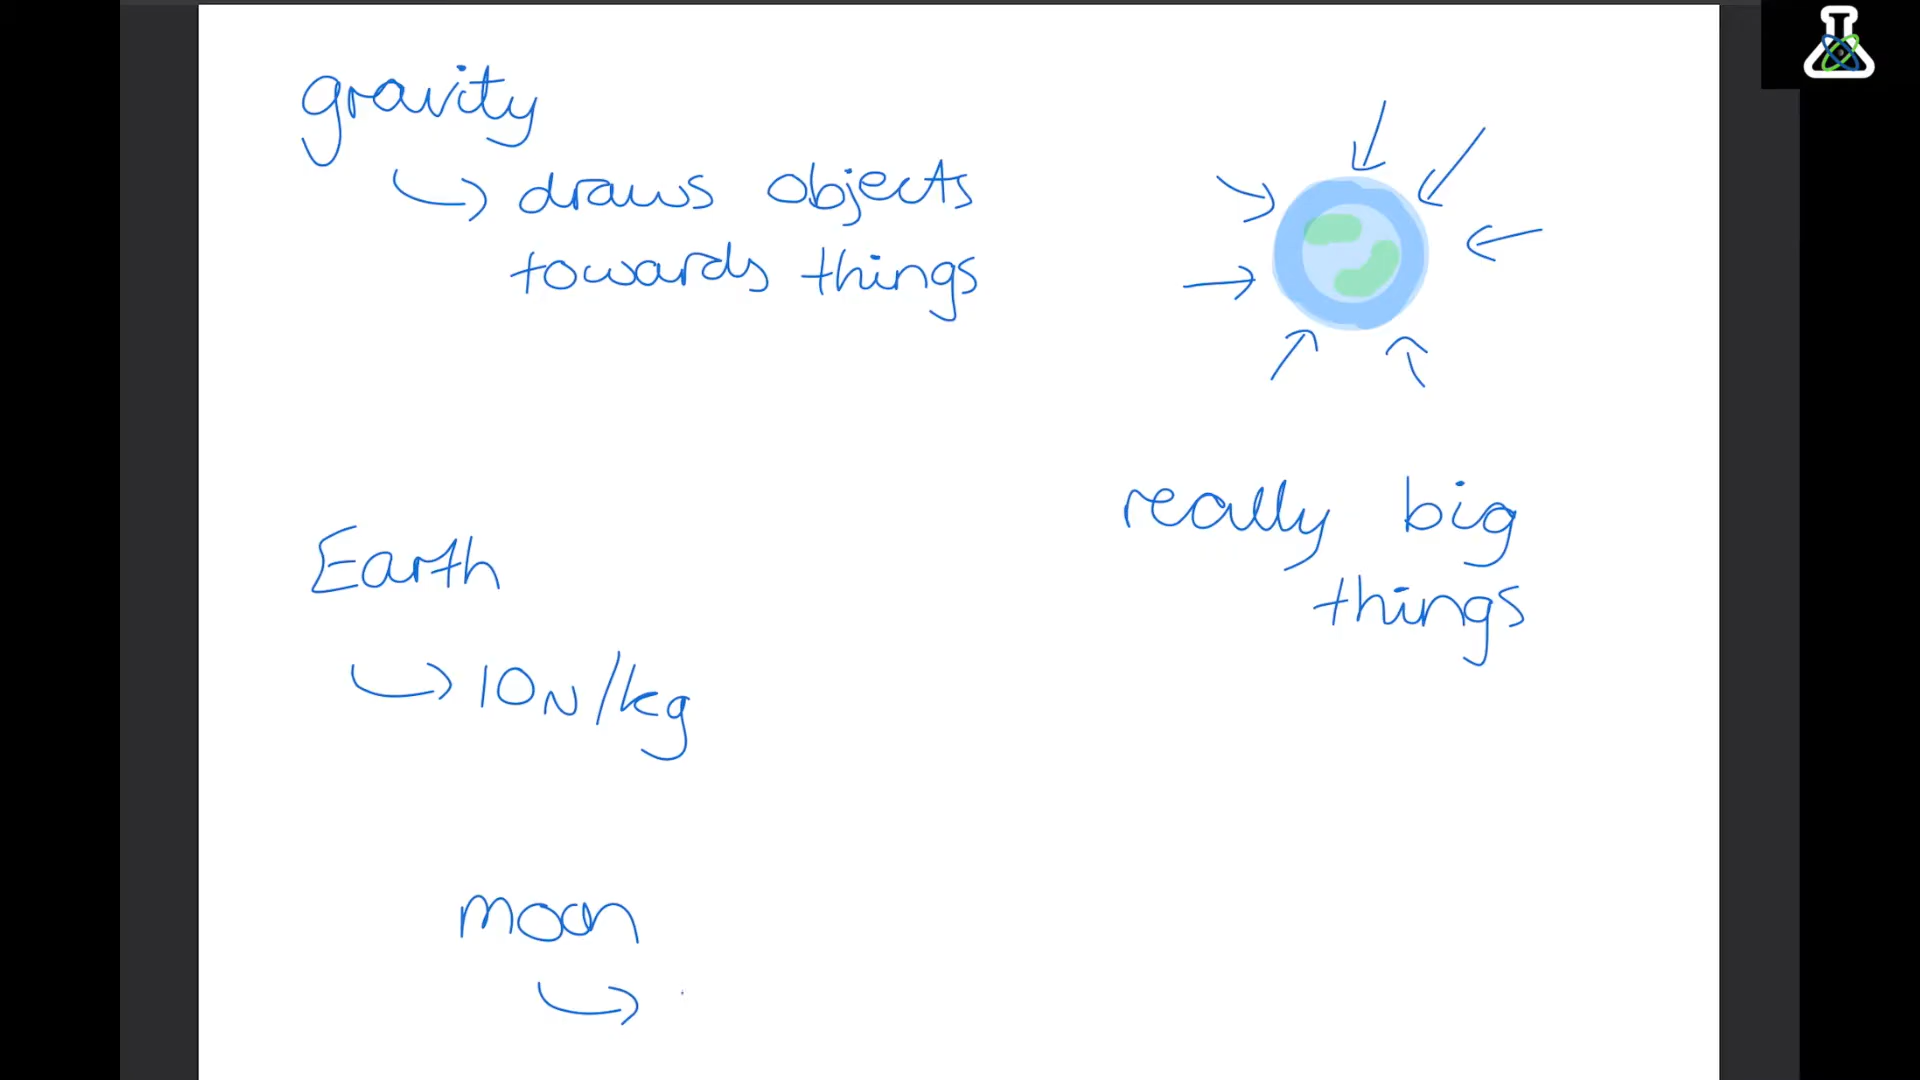 gravity
draws objects
towards things
really big
things
Earth
10N/kg
moon